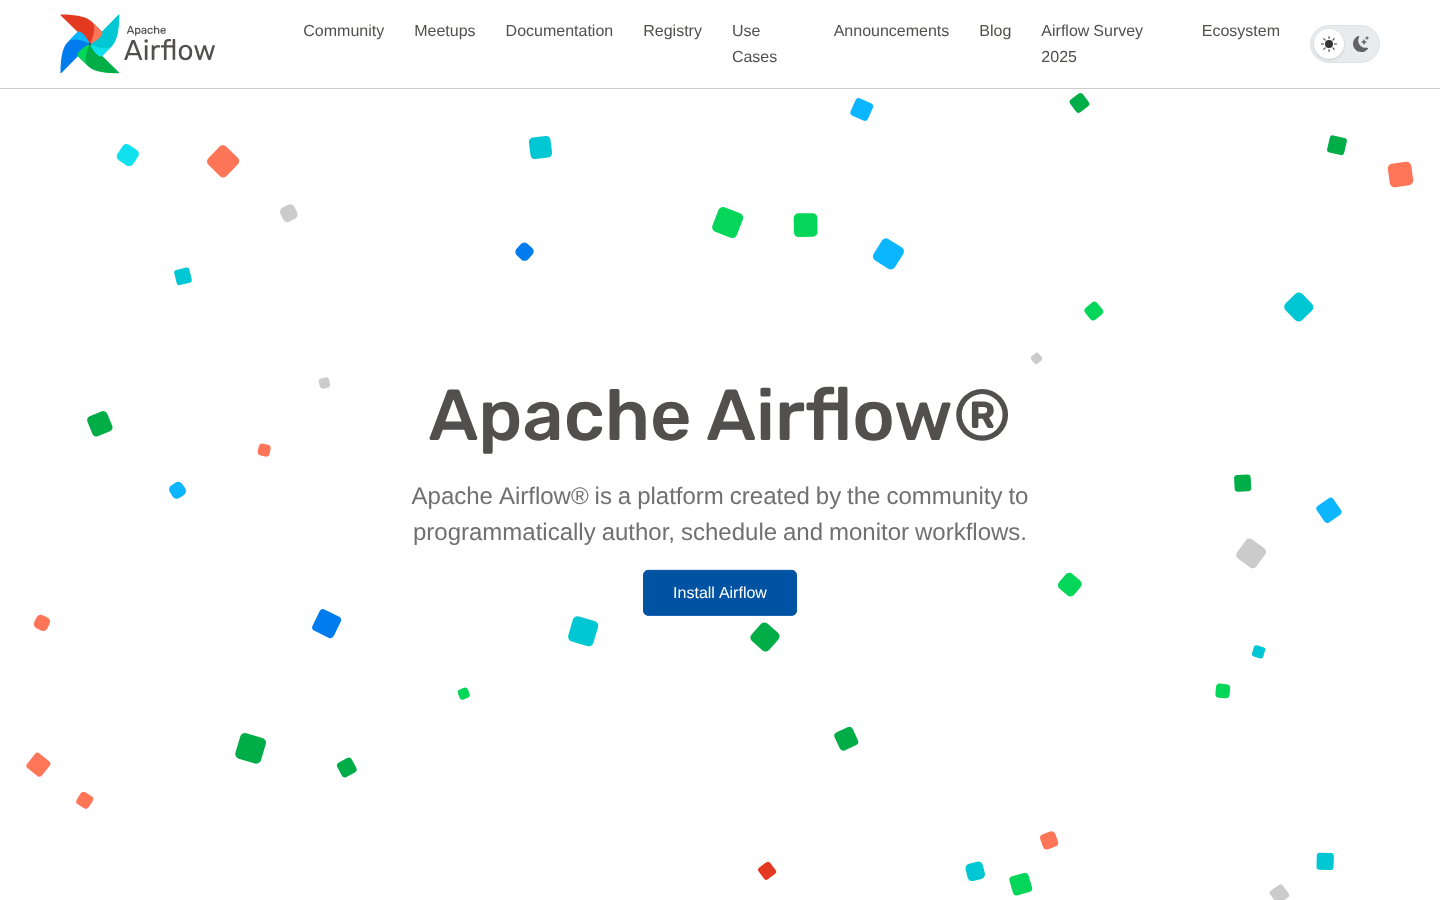 Apache
Airflow
Community
Meetups
Documentation
Registry
Use
Cases
Announcements
Blog
Airflow Survey
2025
Ecosystem
Apache Airflow®
Apache Airflow® is a platform created by the community to
programmatically author, schedule and monitor workflows.
Install Airflow